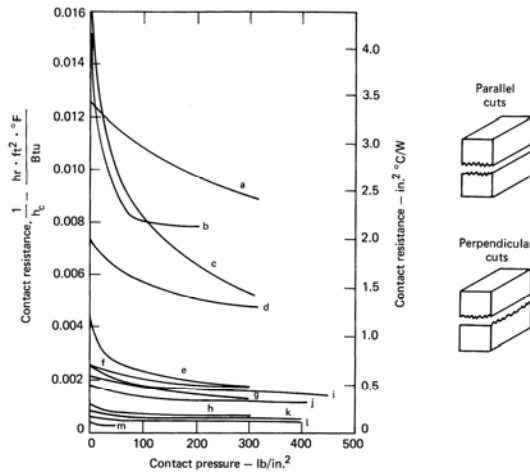 0.016
0.014
0.012
0.010
0.008
0.006
0.004
0.002
0
Contact resistance, 1/h_c – hr · ft² · °F / Btu
4.0
3.5
3.0
2.5
2.0
1.5
1.0
0.5
0
Contact resistance – in.² °C/W
a
b
c
d
e
f
g
i
j
h
k
l
m
0
100
200
300
400
500
Contact pressure – lb/in.²
Parallel
cuts
Perpendicular
cuts